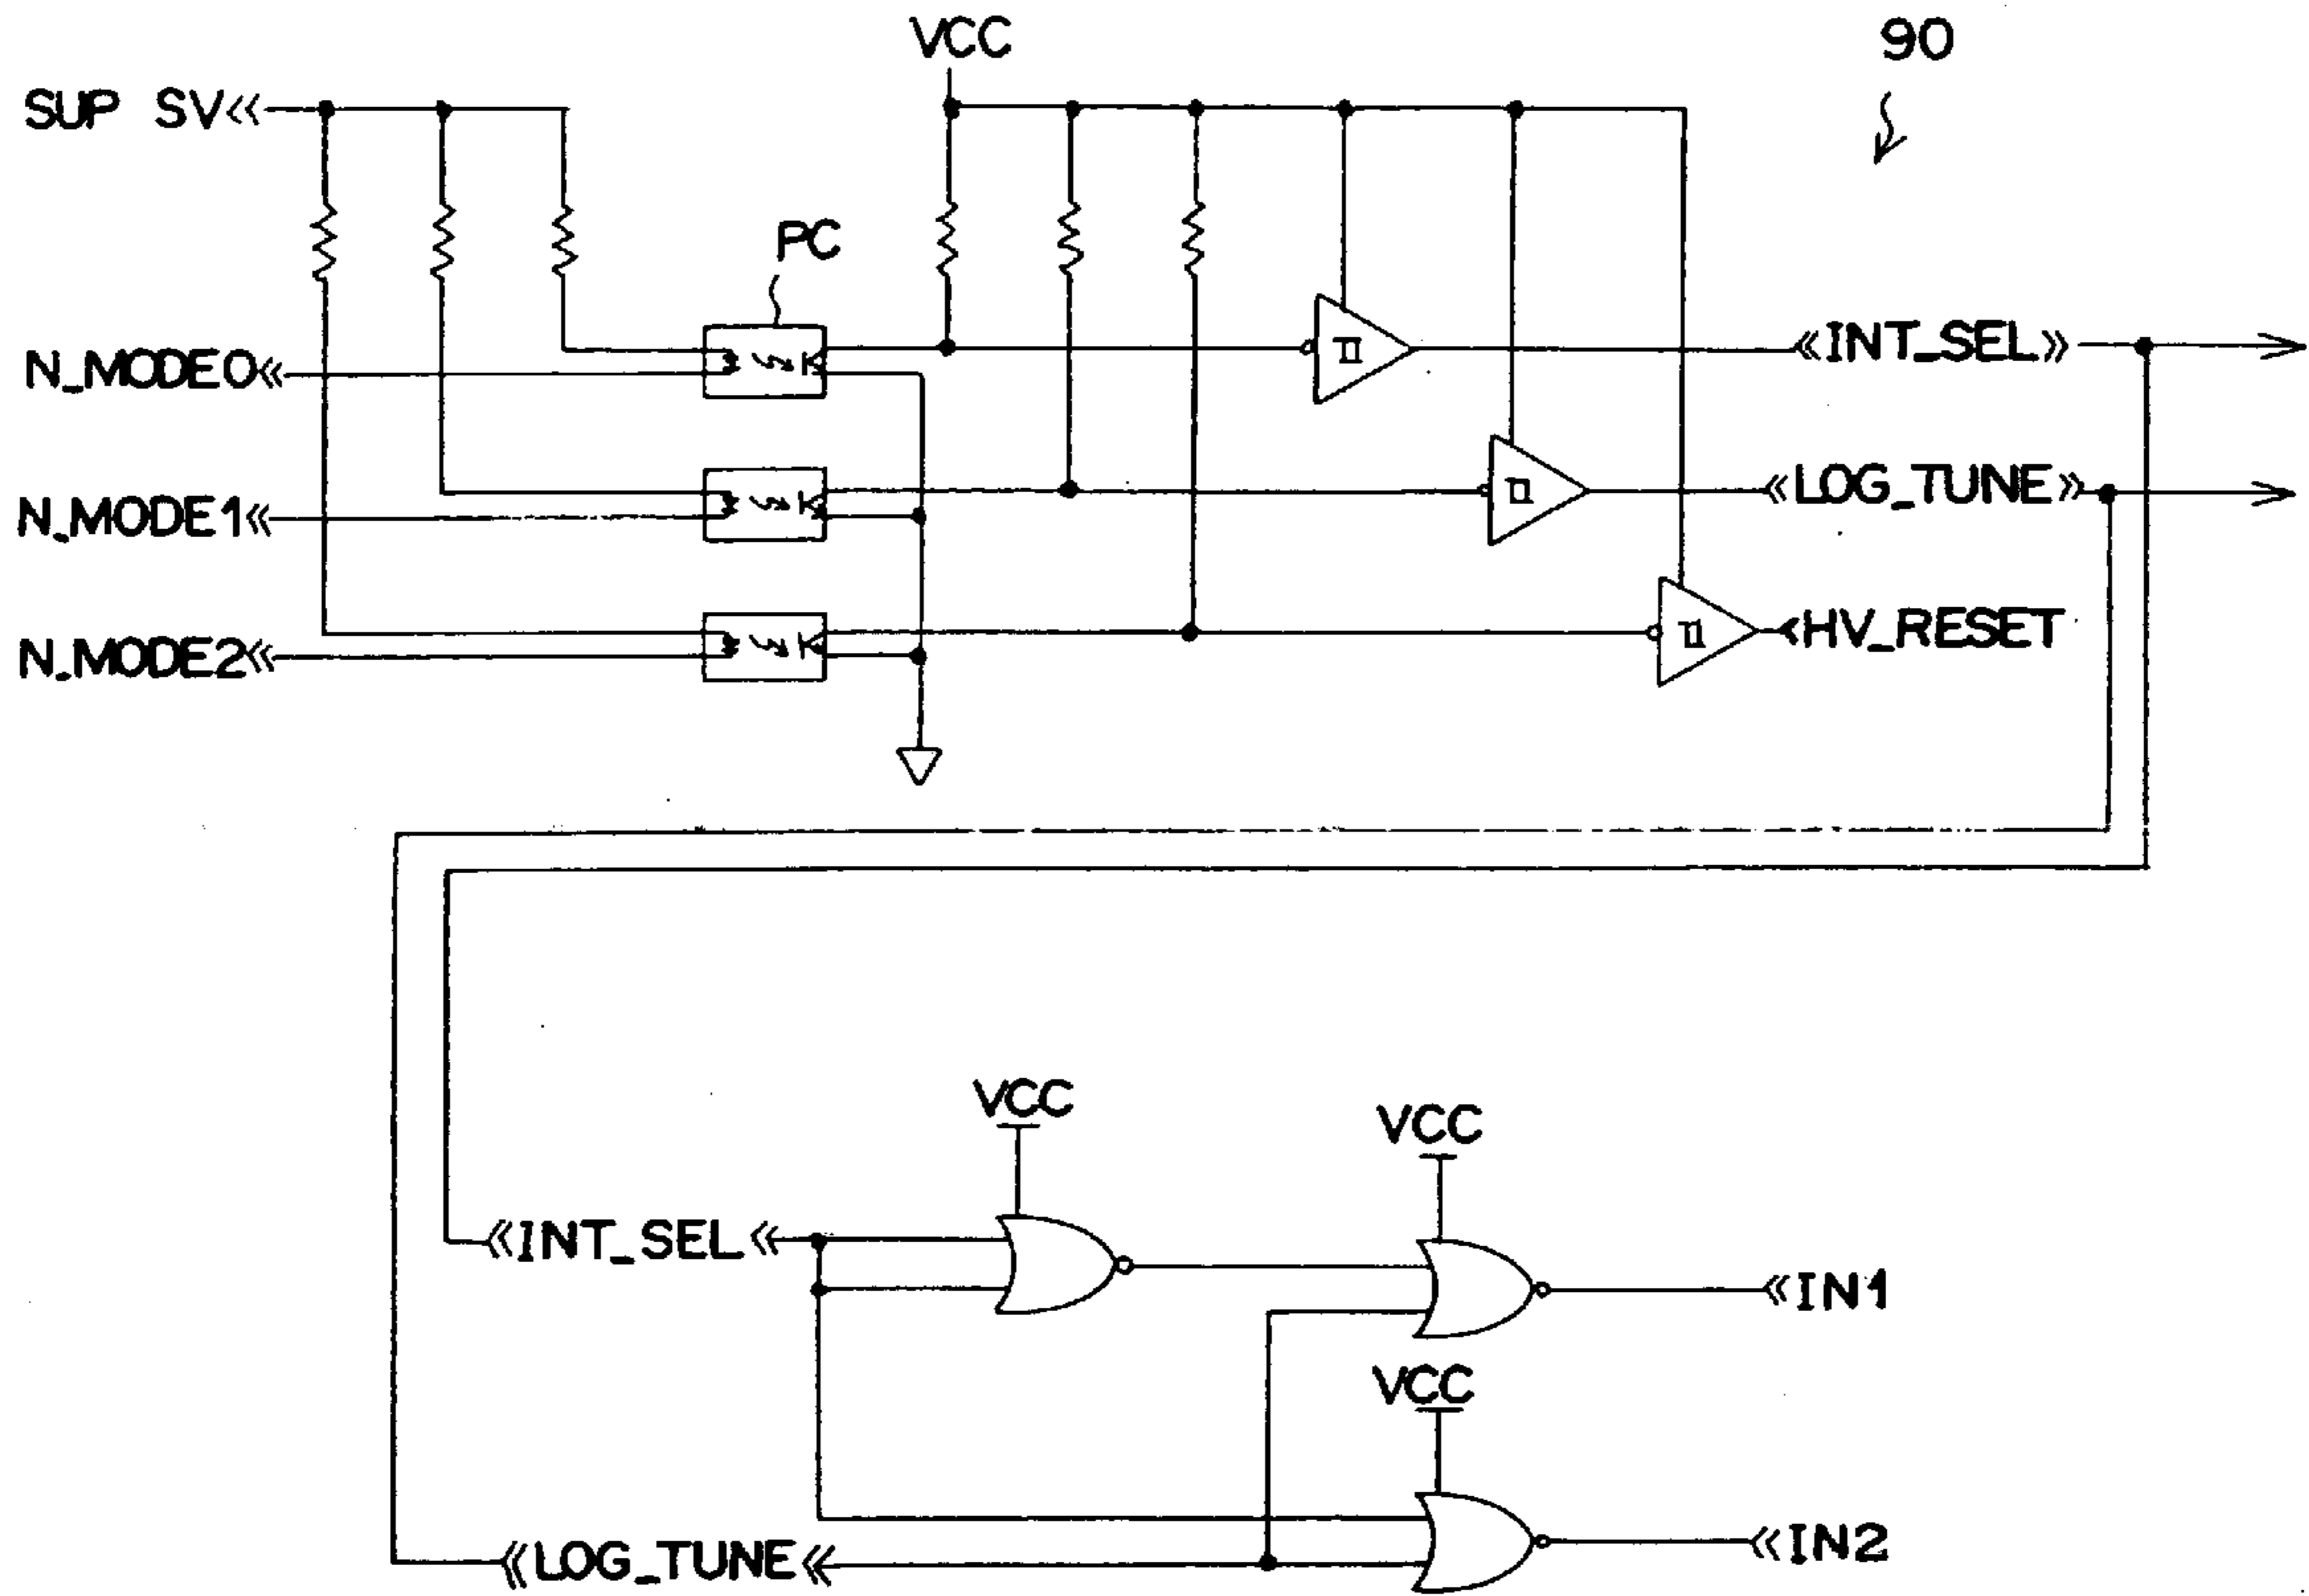 VCC
90
SUP SV
PC
N_MODE0
INT_SEL
N_MODE1
LOG_TUNE
N_MODE2
HV_RESET
VCC
VCC
INT_SEL
IN1
VCC
LOG_TUNE
IN2